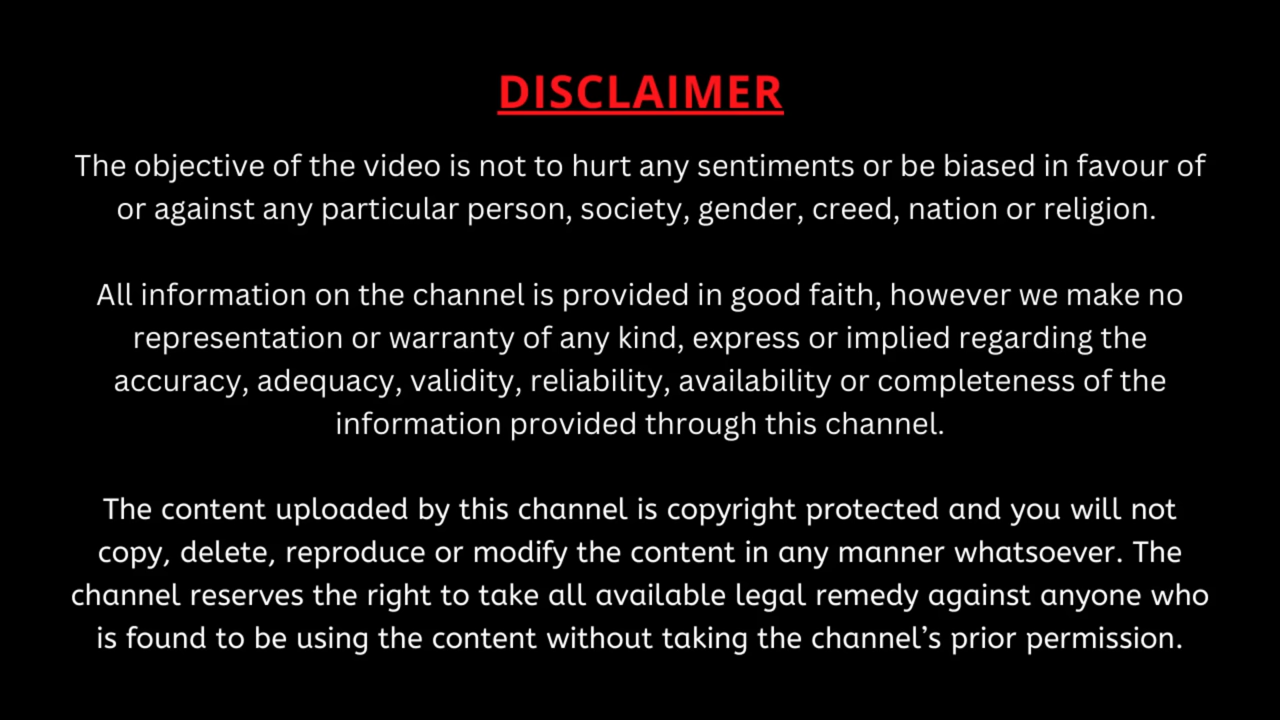 DISCLAIMER
The objective of the video is not to hurt any sentiments or be biased in favour of
or against any particular person, society, gender, creed, nation or religion.
All information on the channel is provided in good faith, however we make no
representation or warranty of any kind, express or implied regarding the
accuracy, adequacy, validity, reliability, availability or completeness of the
information provided through this channel.
The content uploaded by this channel is copyright protected and you will not
copy, delete, reproduce or modify the content in any manner whatsoever. The
channel reserves the right to take all available legal remedy against anyone who
is found to be using the content without taking the channel’s prior permission.